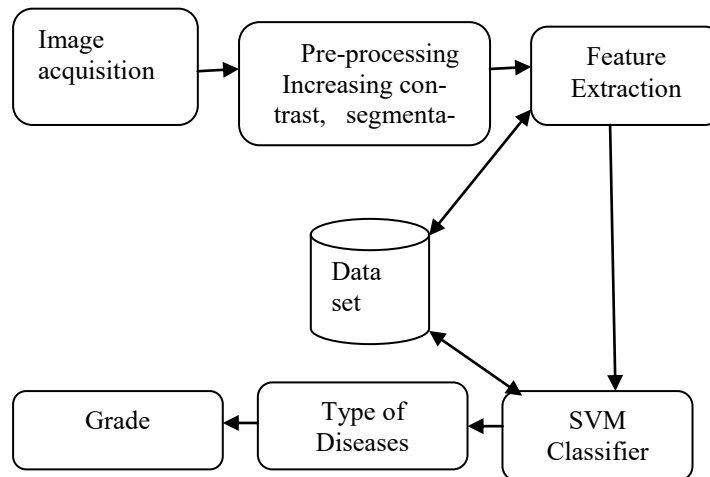 Image
acquisition
Pre-processing
Increasing con-
trast, segmenta-
Feature
Extraction
Data
set
Grade
Type of
Diseases
SVM
Classifier